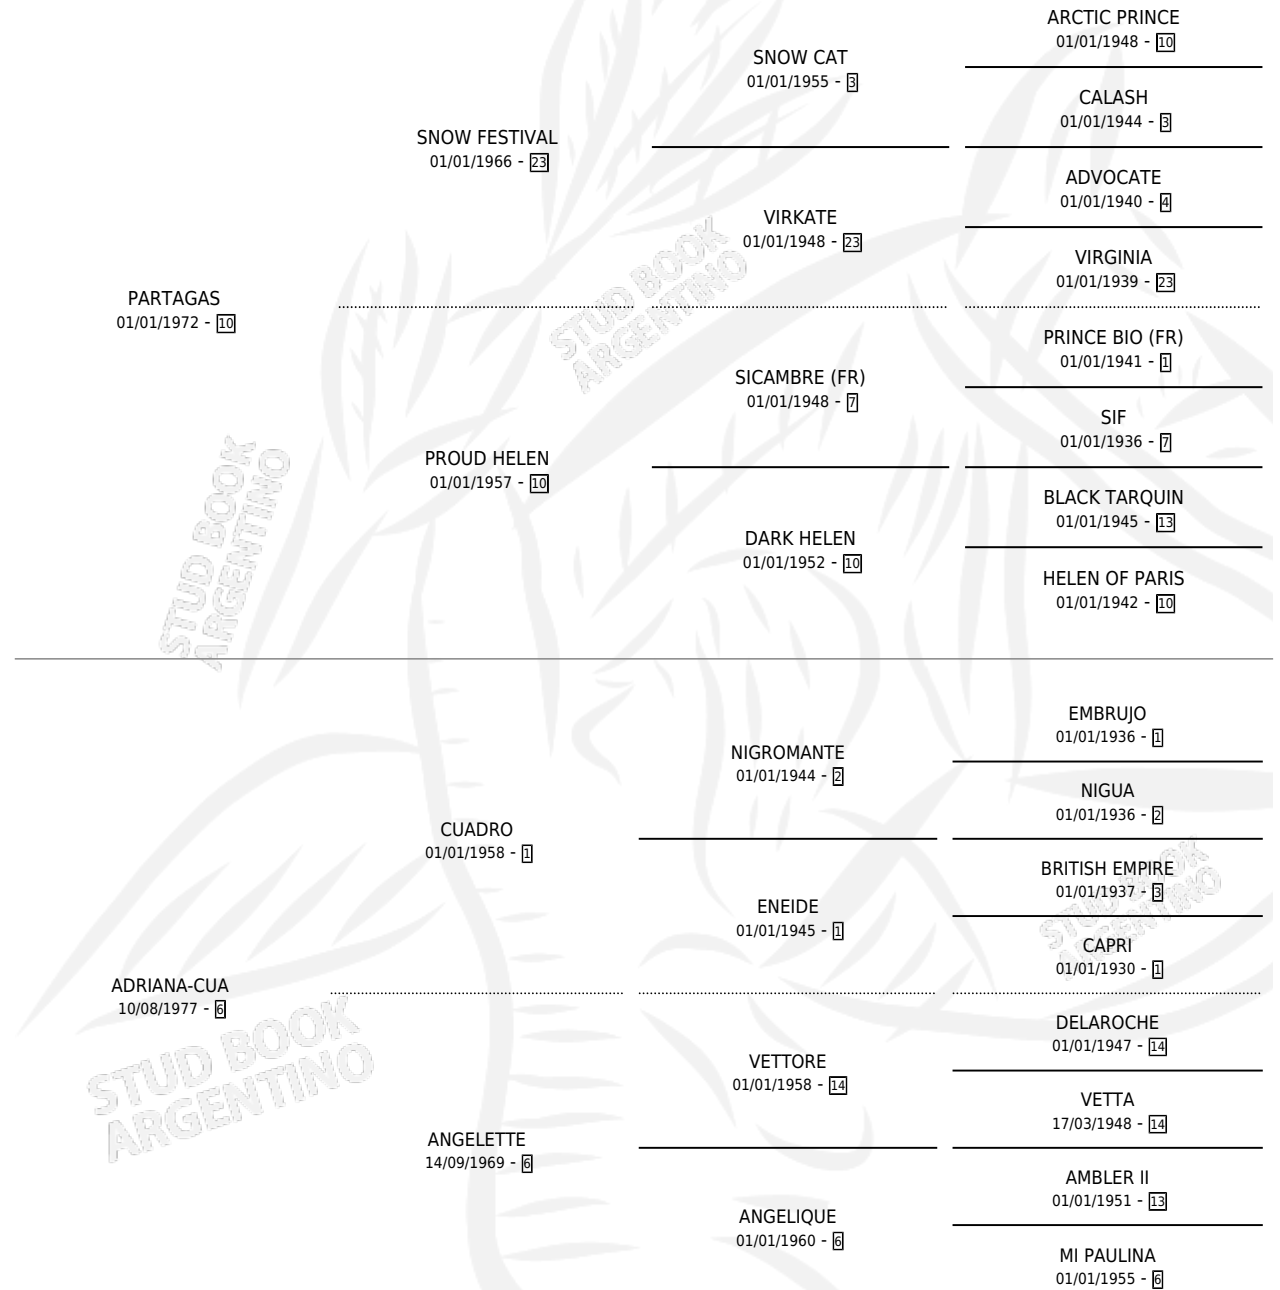 ARCTIC PRINCE
01/01/1948 - 10
SNOW CAT
01/01/1955 - 3
CALASH
01/01/1944 - 3
SNOW FESTIVAL
01/01/1966 - 23
ADVOCATE
01/01/1940 - 4
VIRKATE
01/01/1948 - 23
VIRGINIA
01/01/1939 - 23
PARTAGAS
01/01/1972 - 10
PRINCE BIO (FR)
01/01/1941 - 1
SICAMBRE (FR)
01/01/1948 - 7
SIF
01/01/1936 - 7
PROUD HELEN
01/01/1957 - 10
BLACK TARQUIN
01/01/1945 - 13
DARK HELEN
01/01/1952 - 10
HELEN OF PARIS
01/01/1942 - 10
EMBRUJO
01/01/1936 - 1
NIGROMANTE
01/01/1944 - 2
NIGUA
01/01/1936 - 2
CUADRO
01/01/1958 - 1
BRITISH EMPIRE
01/01/1937 - 3
ENEIDE
01/01/1945 - 1
CAPRI
01/01/1930 - 1
ADRIANA-CUA
10/08/1977 - 6
DELAROCHE
01/01/1947 - 14
VETTORE
01/01/1958 - 14
VETTA
17/03/1948 - 14
ANGELETTE
14/09/1969 - 6
AMBLER II
01/01/1951 - 13
ANGELIQUE
01/01/1960 - 6
MI PAULINA
01/01/1955 - 6
STUD BOOK
ARGENTINO
STUD BOOK
ARGENTINO
STUD BOOK
ARGENTINO
STUD BOOK
ARGENTINO